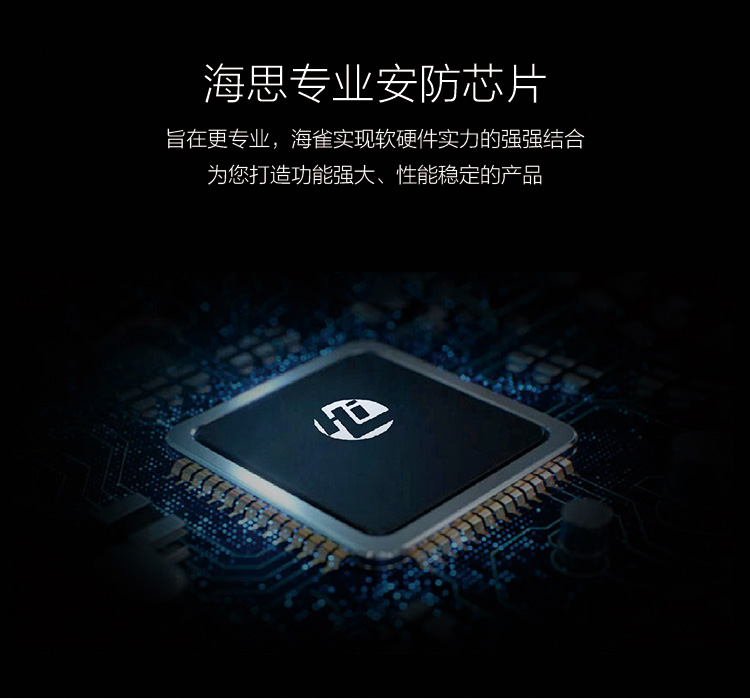 海思专业安防芯片
旨在更专业，海雀实现软硬件实力的强强结合
为您打造功能强大、性能稳定的产品
Hi